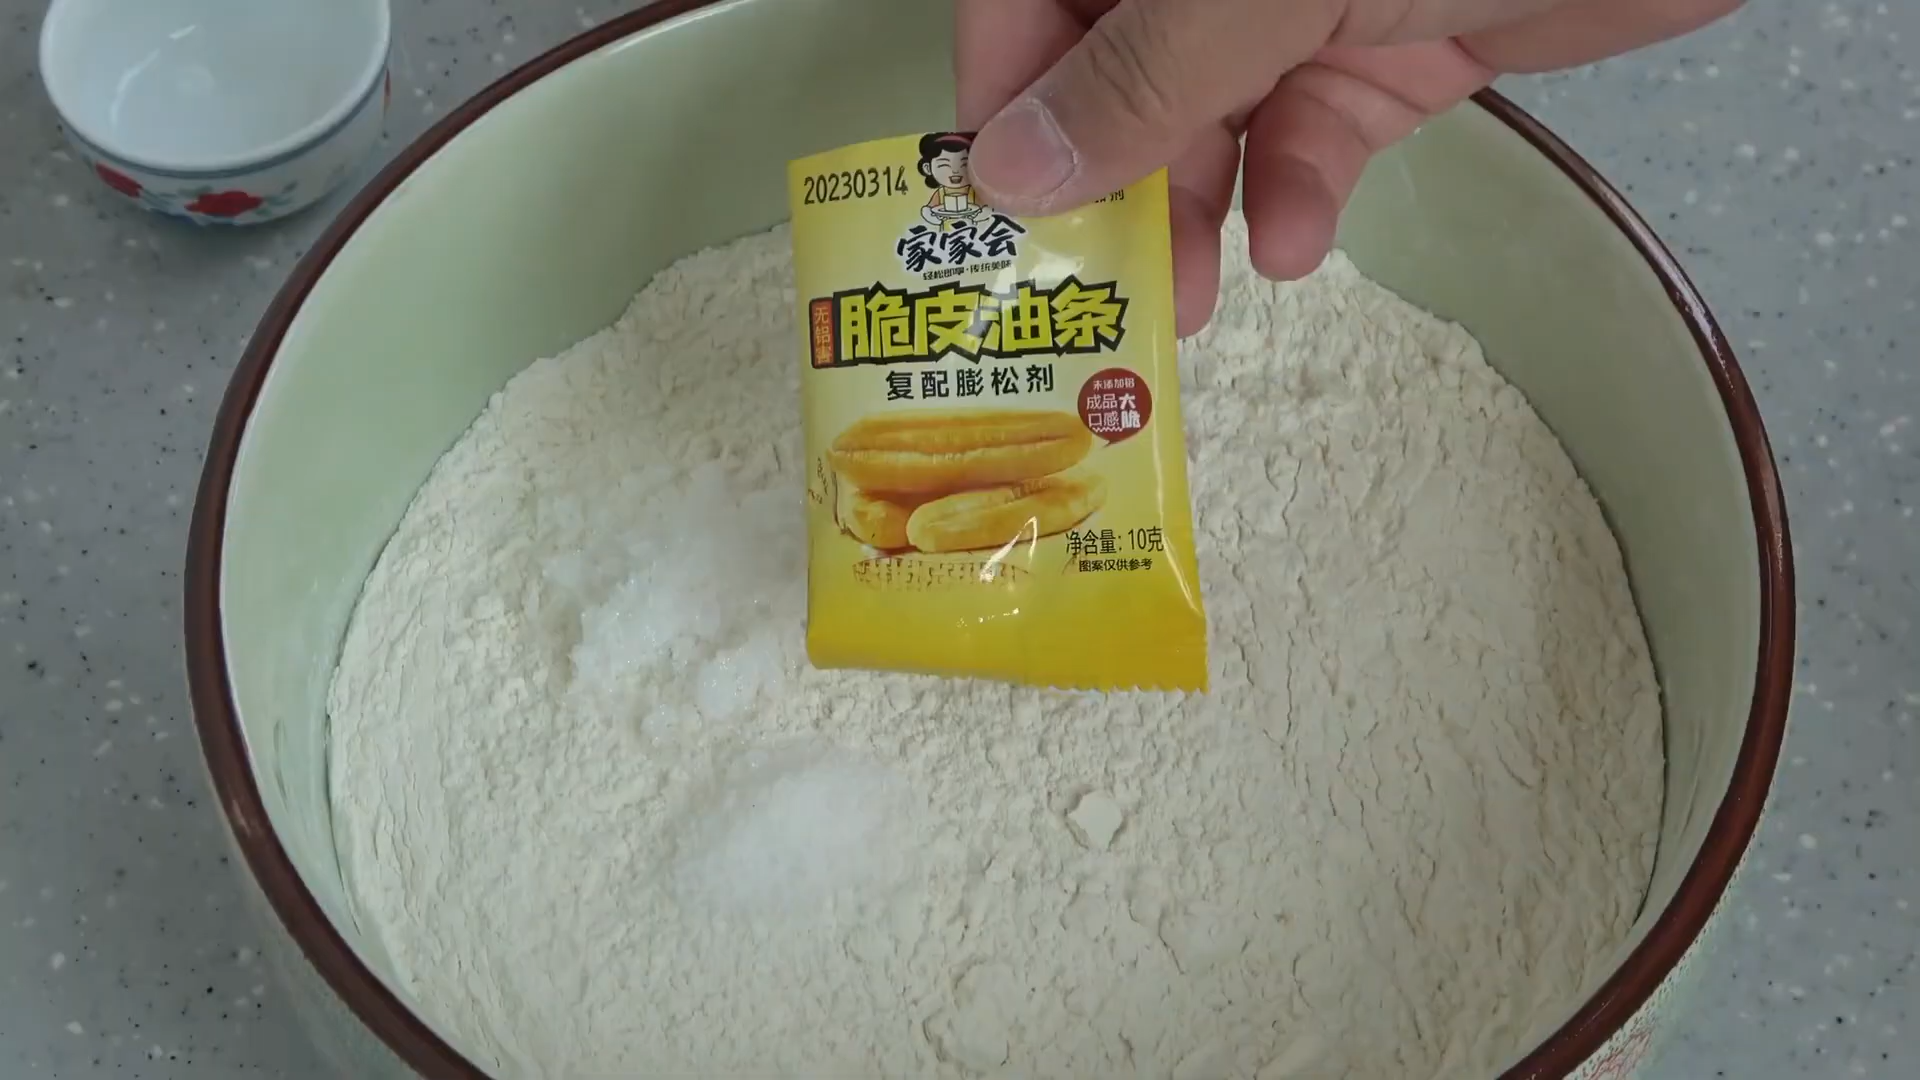 20230314
家家会
轻松即享·传统美味
无铝害
脆皮油条
复配膨松剂
未添加铝
成品大
口感脆
净含量: 10克
图案仅供参考